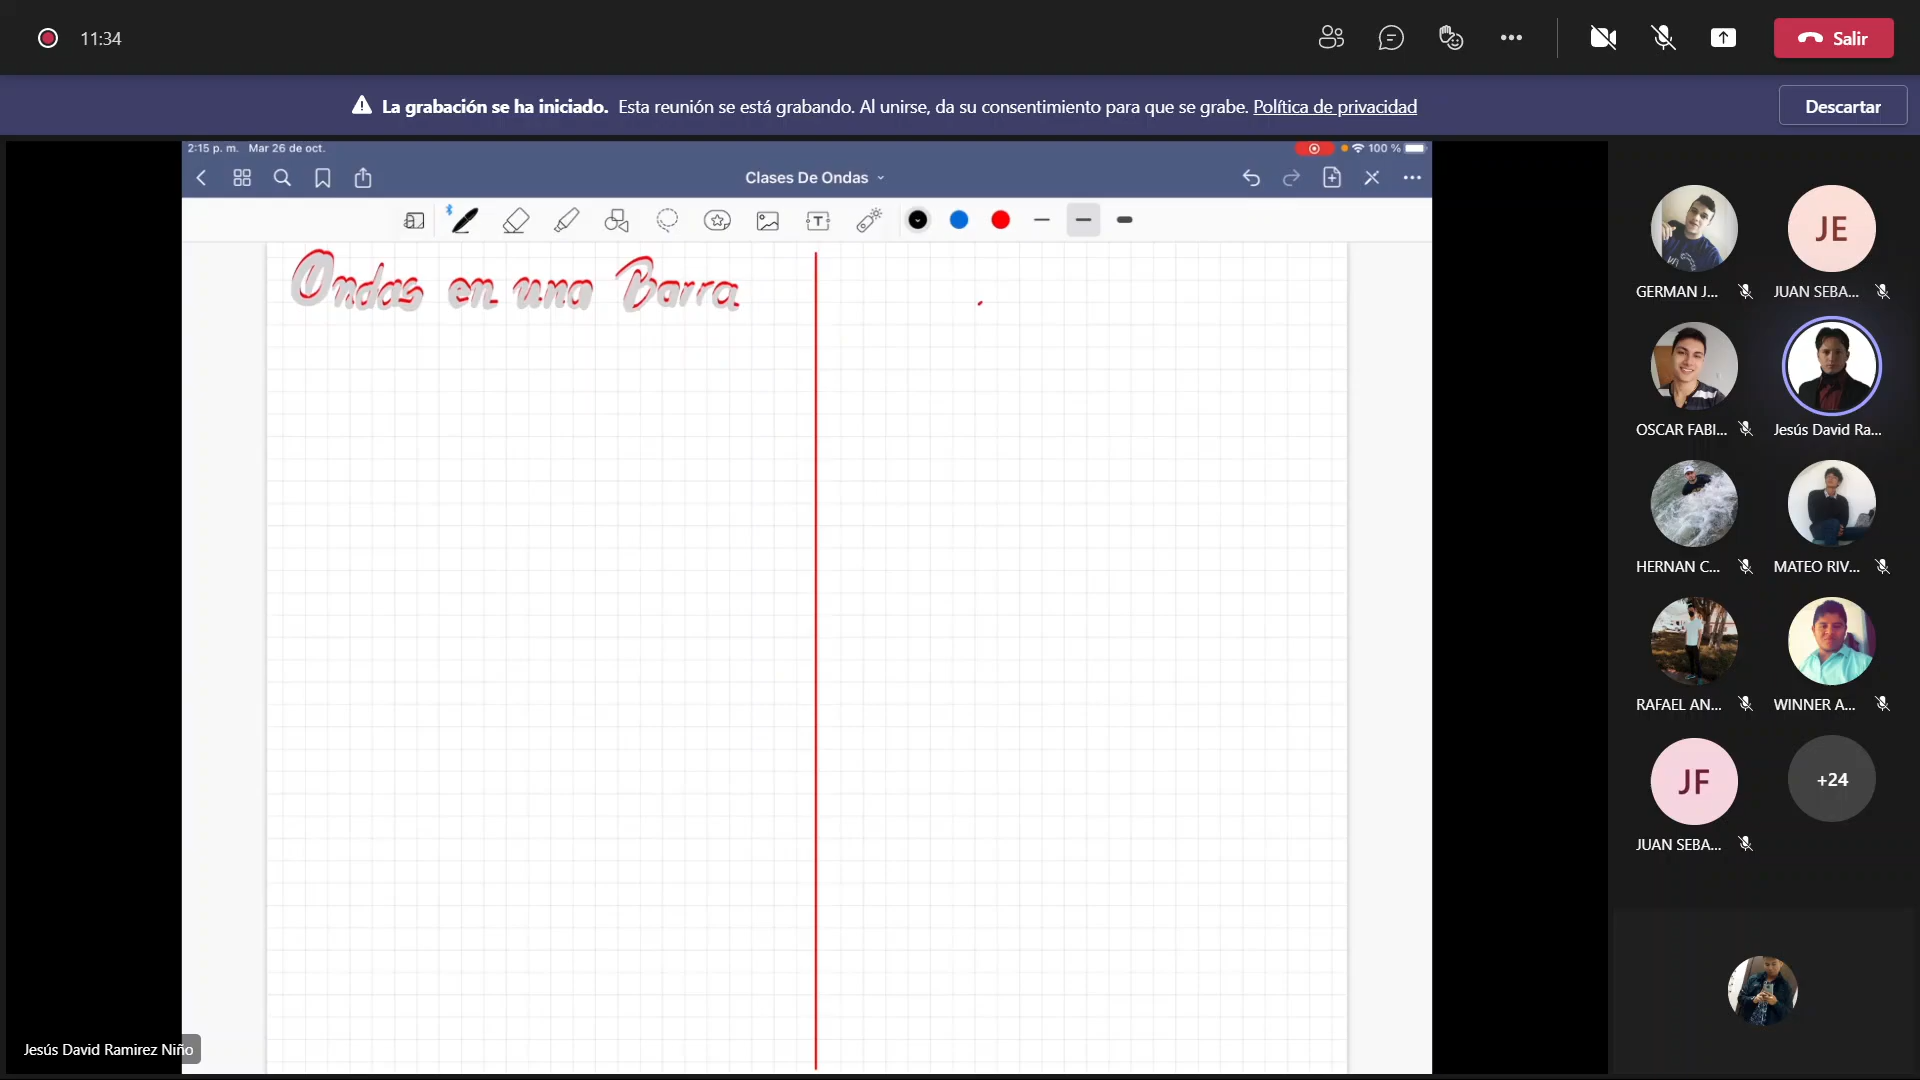 11:34
Salir
La grabación se ha iniciado. Esta reunión se está grabando. Al unirse, da su consentimiento para que se grabe. Política de privacidad
Descartar
2:15 p. m. Mar 26 de oct.
100 %
Clases De Ondas
Ondas en una Barra
JE
GERMAN J...
JUAN SEBA...
OSCAR FABI...
Jesús David Ra...
HERNAN C...
MATEO RIV...
RAFAEL AN...
WINNER A...
JF
+24
JUAN SEBA...
Jesús David Ramirez Niño